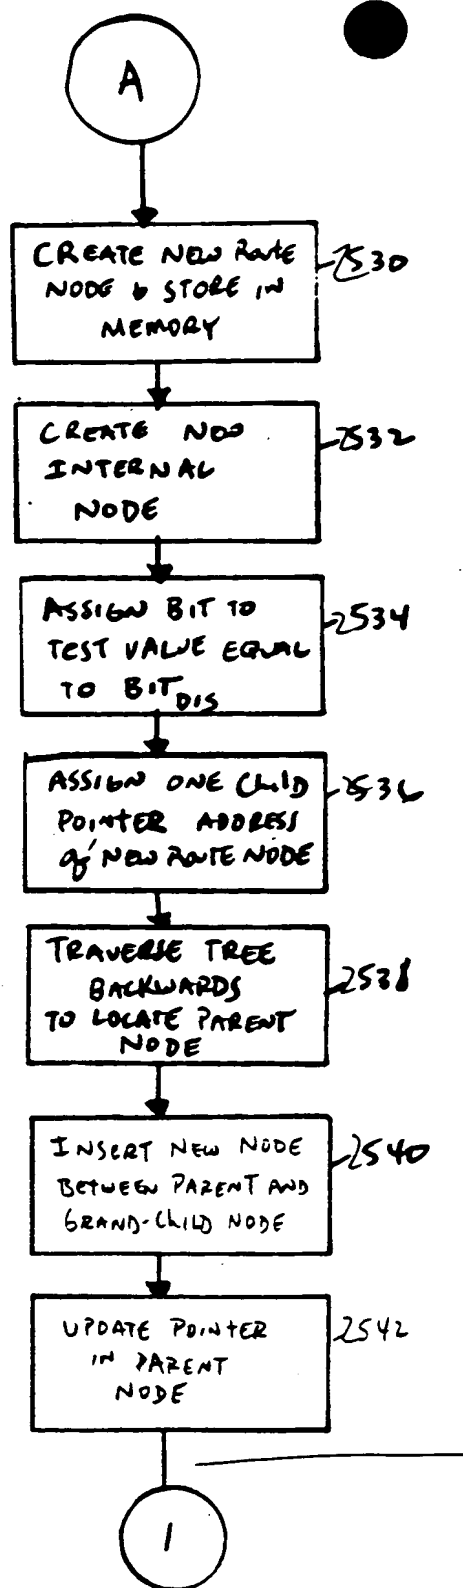 A
CREATE NEW ROUTE
NODE & STORE IN
MEMORY
2530
CREATE NEW
INTERNAL
NODE
2532
ASSIGN BIT TO
TEST VALUE EQUAL
TO BIT DIS
2534
ASSIGN ONE CHILD
POINTER ADDRESS
of NEW ROUTE NODE
2536
TRAVERSE TREE
BACKWARDS
TO LOCATE PARENT
NODE
2538
INSERT NEW NODE
BETWEEN PARENT AND
GRAND-CHILD NODE
2540
UPDATE POINTER
IN PARENT
NODE
2542
1